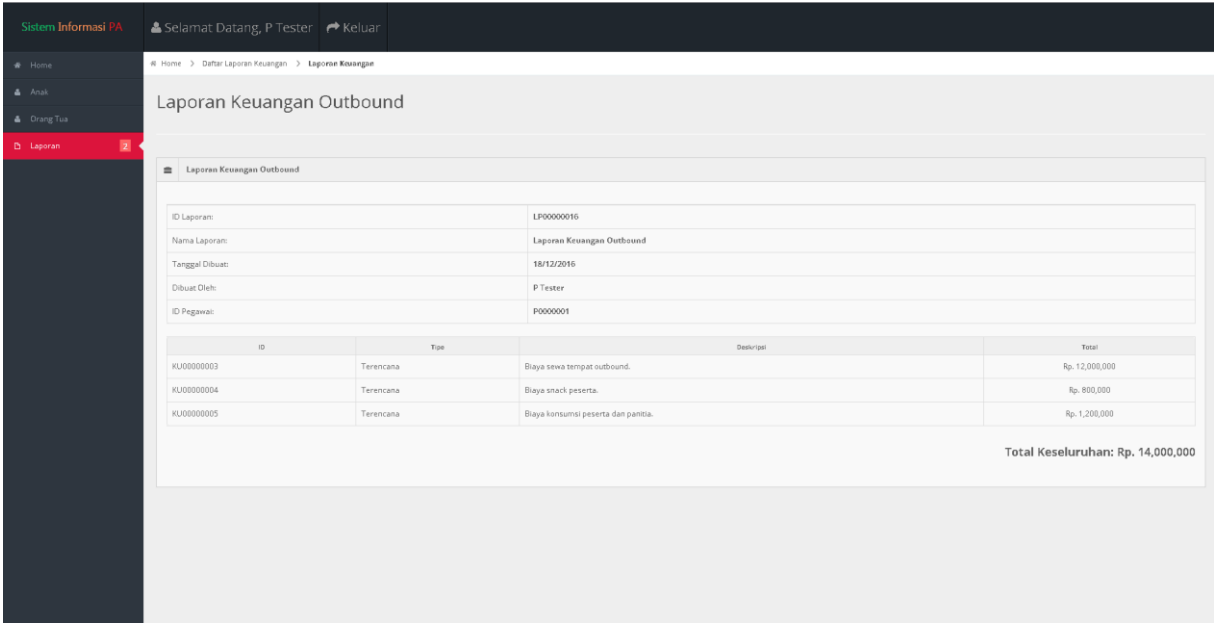 Sistem Informasi PA
Selamat Datang, P Tester
Keluar
Home
Anak
Orang Tua
Laporan 2
Home > Daftar Laporan Keuangan > Laporan Keuangan
Laporan Keuangan Outbound
Laporan Keuangan Outbound
ID Laporan: LP00000016
Nama Laporan: Laporan Keuangan Outbound
Tanggal Dibuat: 18/12/2016
Dibuat Oleh: P Tester
ID Pegawai: P0000001
ID Tipe Deskripsi Total
KU00000003 Terencana Biaya sewa tempat outbound. Rp. 12,000,000
KU00000004 Terencana Biaya snack peserta. Rp. 800,000
KU00000005 Terencana Biaya konsumsi peserta dan panitia. Rp. 1,200,000
Total Keseluruhan: Rp. 14,000,000